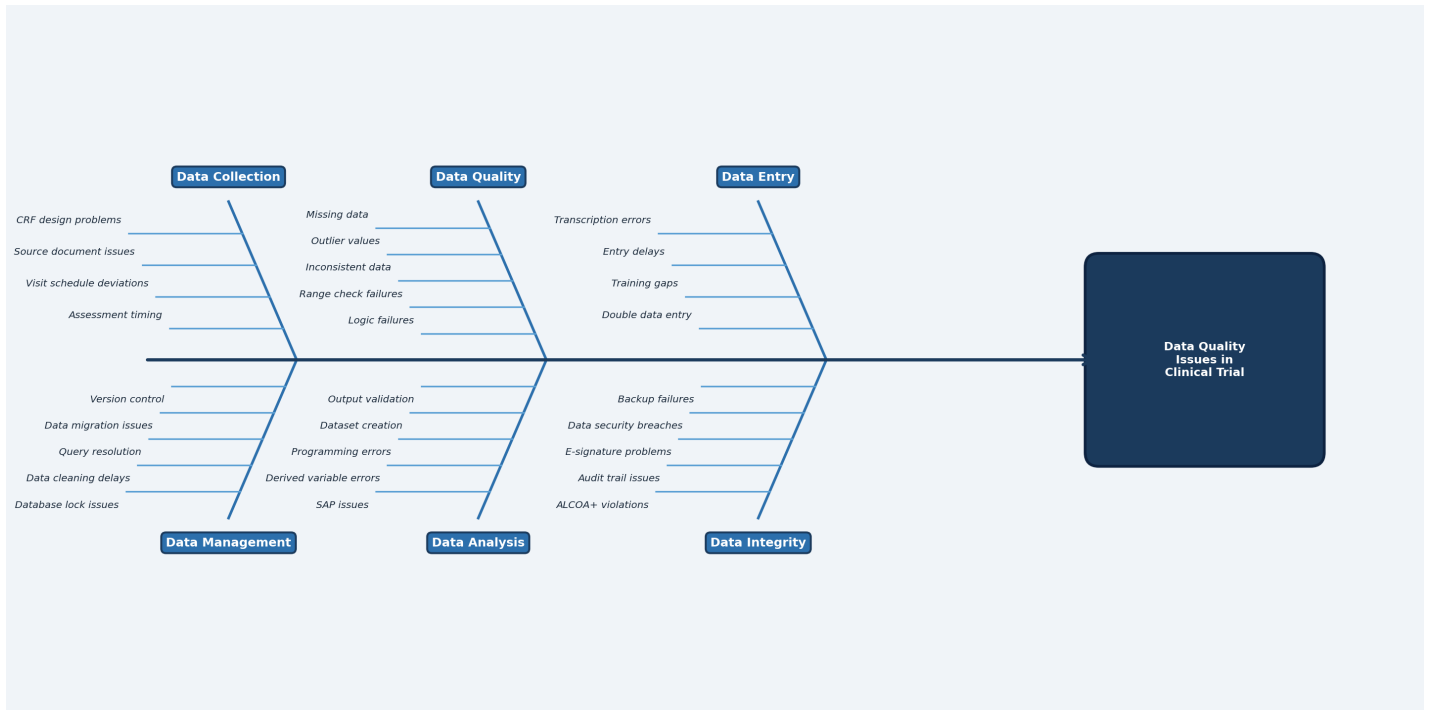 Data Collection
CRF design problems
Source document issues
Visit schedule deviations
Assessment timing
Data Quality
Missing data
Outlier values
Inconsistent data
Range check failures
Logic failures
Data Entry
Transcription errors
Entry delays
Training gaps
Double data entry
Data Quality
Issues in
Clinical Trial
Version control
Data migration issues
Query resolution
Data cleaning delays
Database lock issues
Data Management
Output validation
Dataset creation
Programming errors
Derived variable errors
SAP issues
Data Analysis
Backup failures
Data security breaches
E-signature problems
Audit trail issues
ALCOA+ violations
Data Integrity